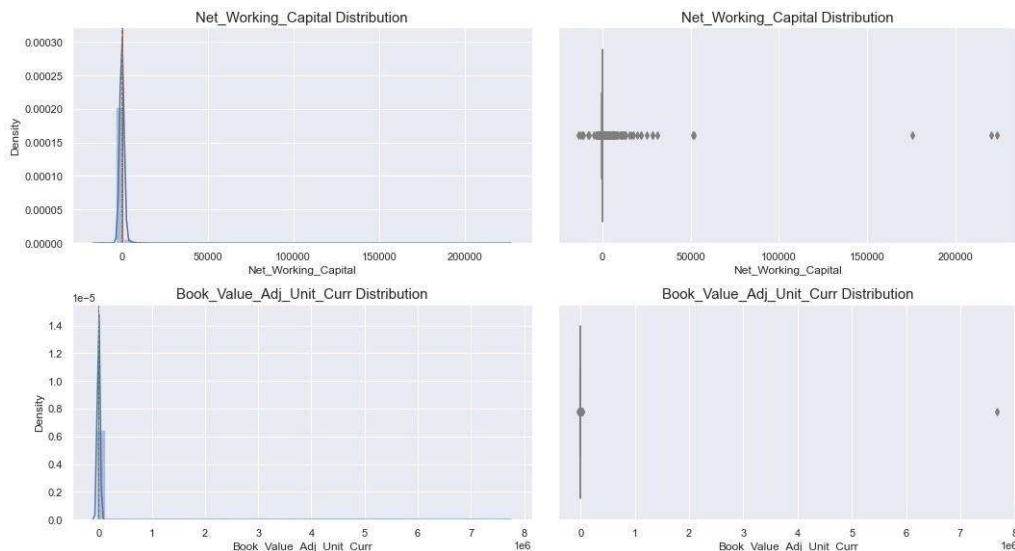 Net_Working_Capital Distribution
0.00030
0.00025
0.00020
0.00015
0.00010
0.00005
0.00000
Density
0 50000 100000 150000 200000
Net_Working_Capital
Net_Working_Capital Distribution
0 50000 100000 150000 200000
Net_Working_Capital
1e−5
Book_Value_Adj_Unit_Curr Distribution
1.4
1.2
1.0
0.8
0.6
0.4
0.2
0.0
Density
0 1 2 3 4 5 6 7 8
1e6
Book_Value_Adj_Unit_Curr
Book_Value_Adj_Unit_Curr Distribution
0 1 2 3 4 5 6 7 8
1e6
Book_Value_Adj_Unit_Curr